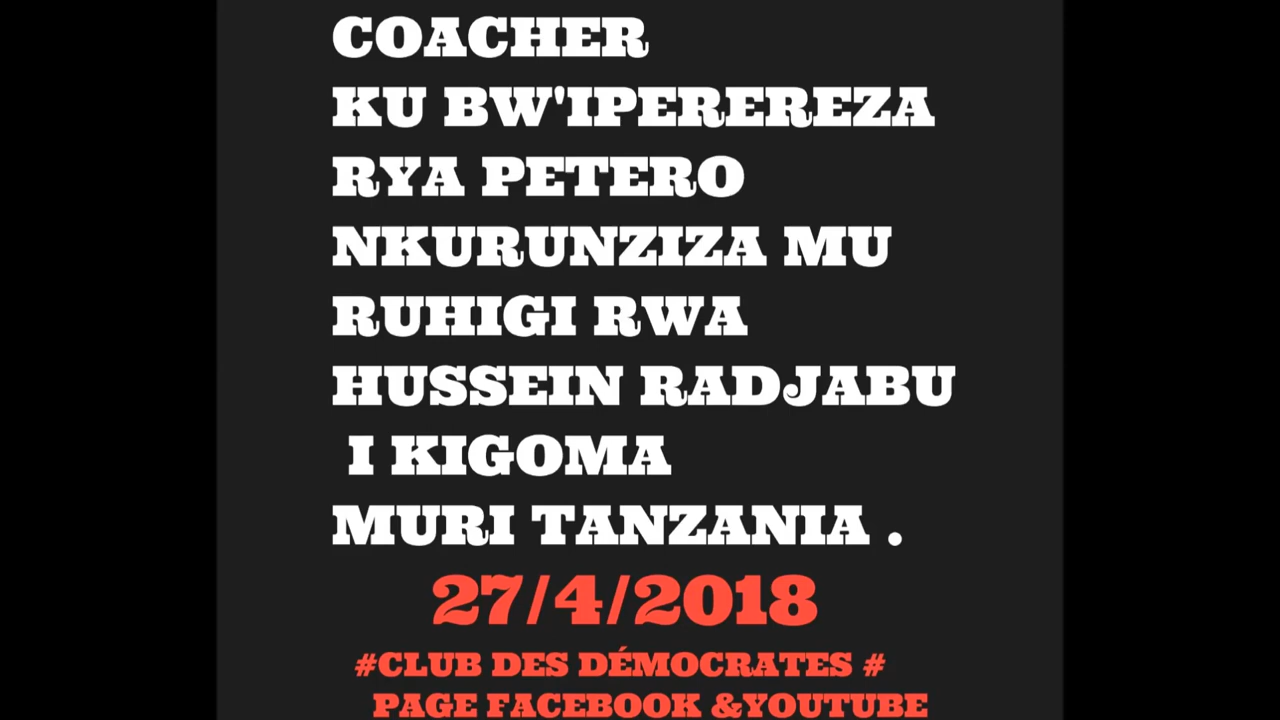 COACHER
KU BW'IPEREREZA
RYA PETERO
NKURUNZIZA MU
RUHIGI RWA
HUSSEIN RADJABU
I KIGOMA
MURI TANZANIA .
27/4/2018
#CLUB DES DÉMOCRATES #
PAGE FACEBOOK &YOUTUBE